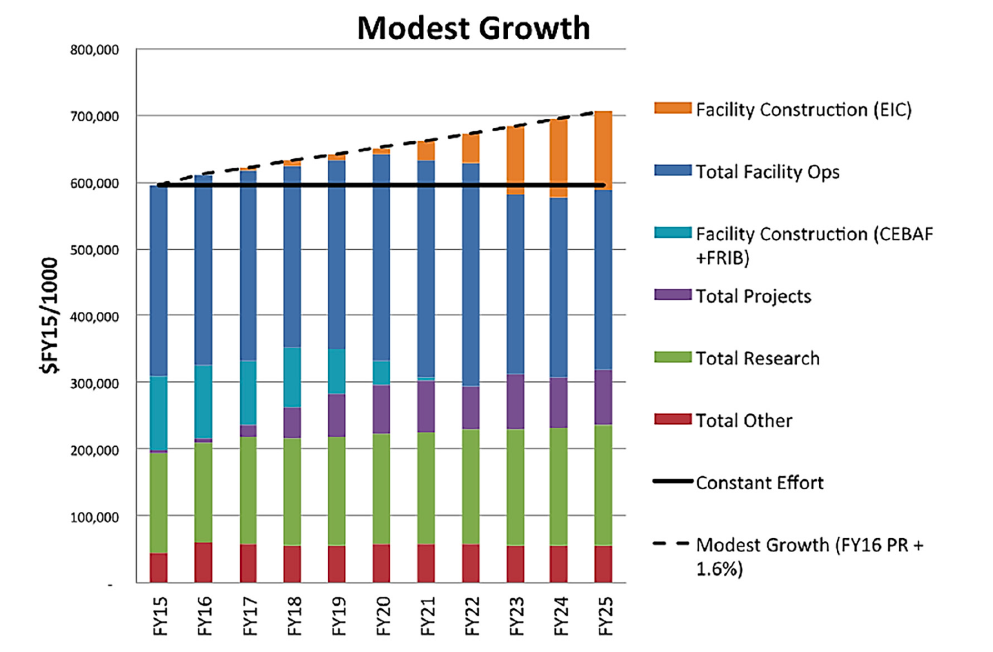 Modest Growth
$FY15/1000
800,000
700,000
600,000
500,000
400,000
300,000
200,000
100,000
-
FY15
FY16
FY17
FY18
FY19
FY20
FY21
FY22
FY23
FY24
FY25
Facility Construction (EIC)
Total Facility Ops
Facility Construction (CEBAF
+FRIB)
Total Projects
Total Research
Total Other
Constant Effort
Modest Growth (FY16 PR +
1.6%)